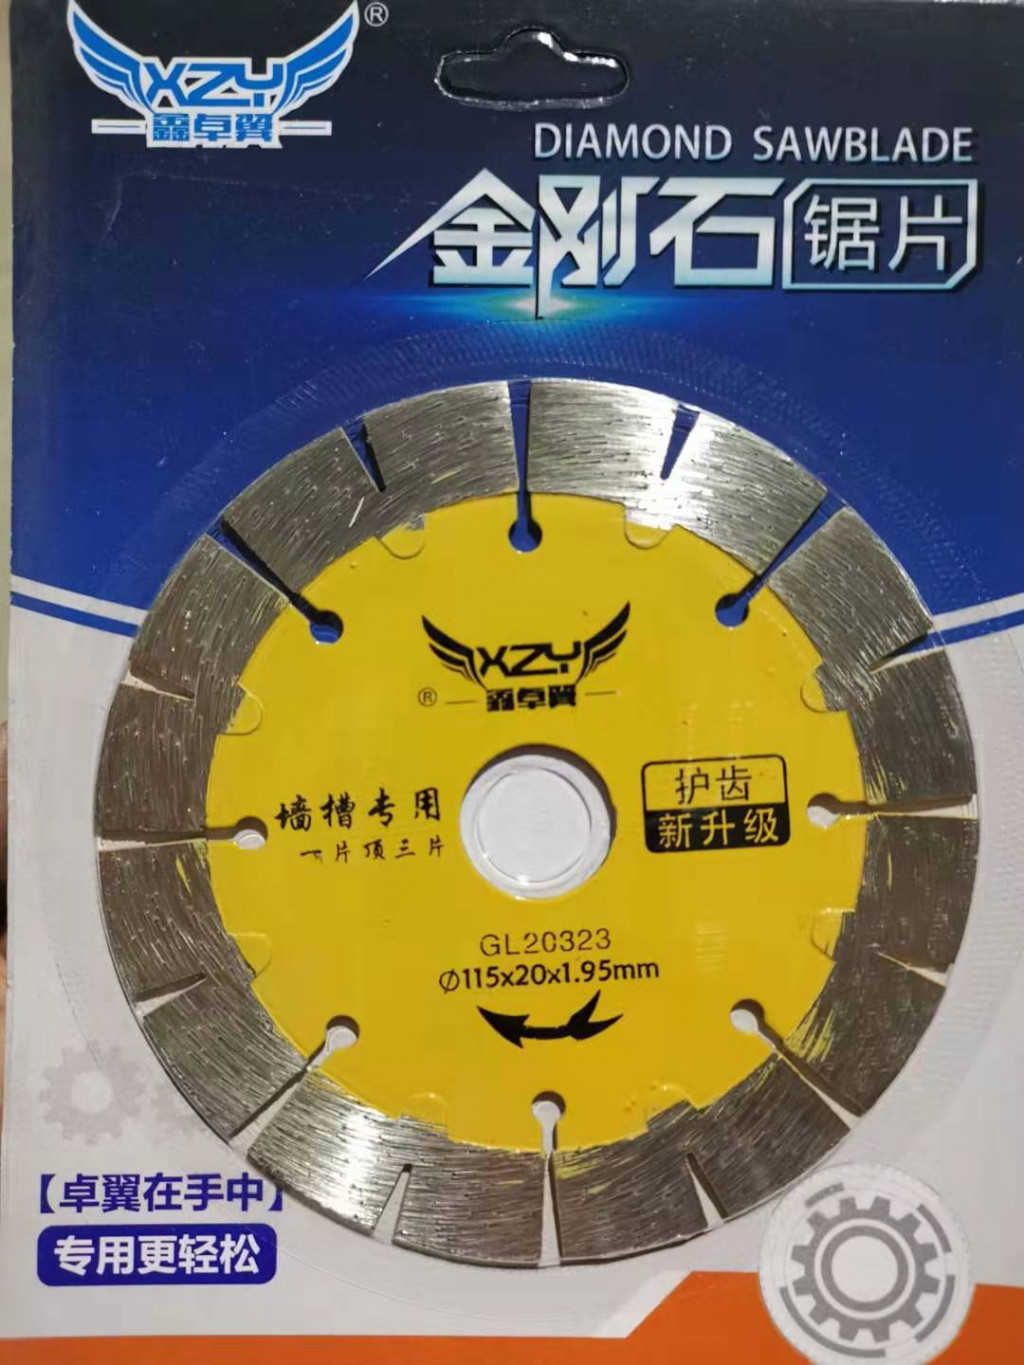 XZY
®
鑫卓翼
DIAMOND SAWBLADE
金刚石
锯片
XZY
® 鑫卓翼
墙槽专用
一片顶三片
护齿
新升级
GL20323
Ø115x20x1.95mm
【卓翼在手中】
专用更轻松